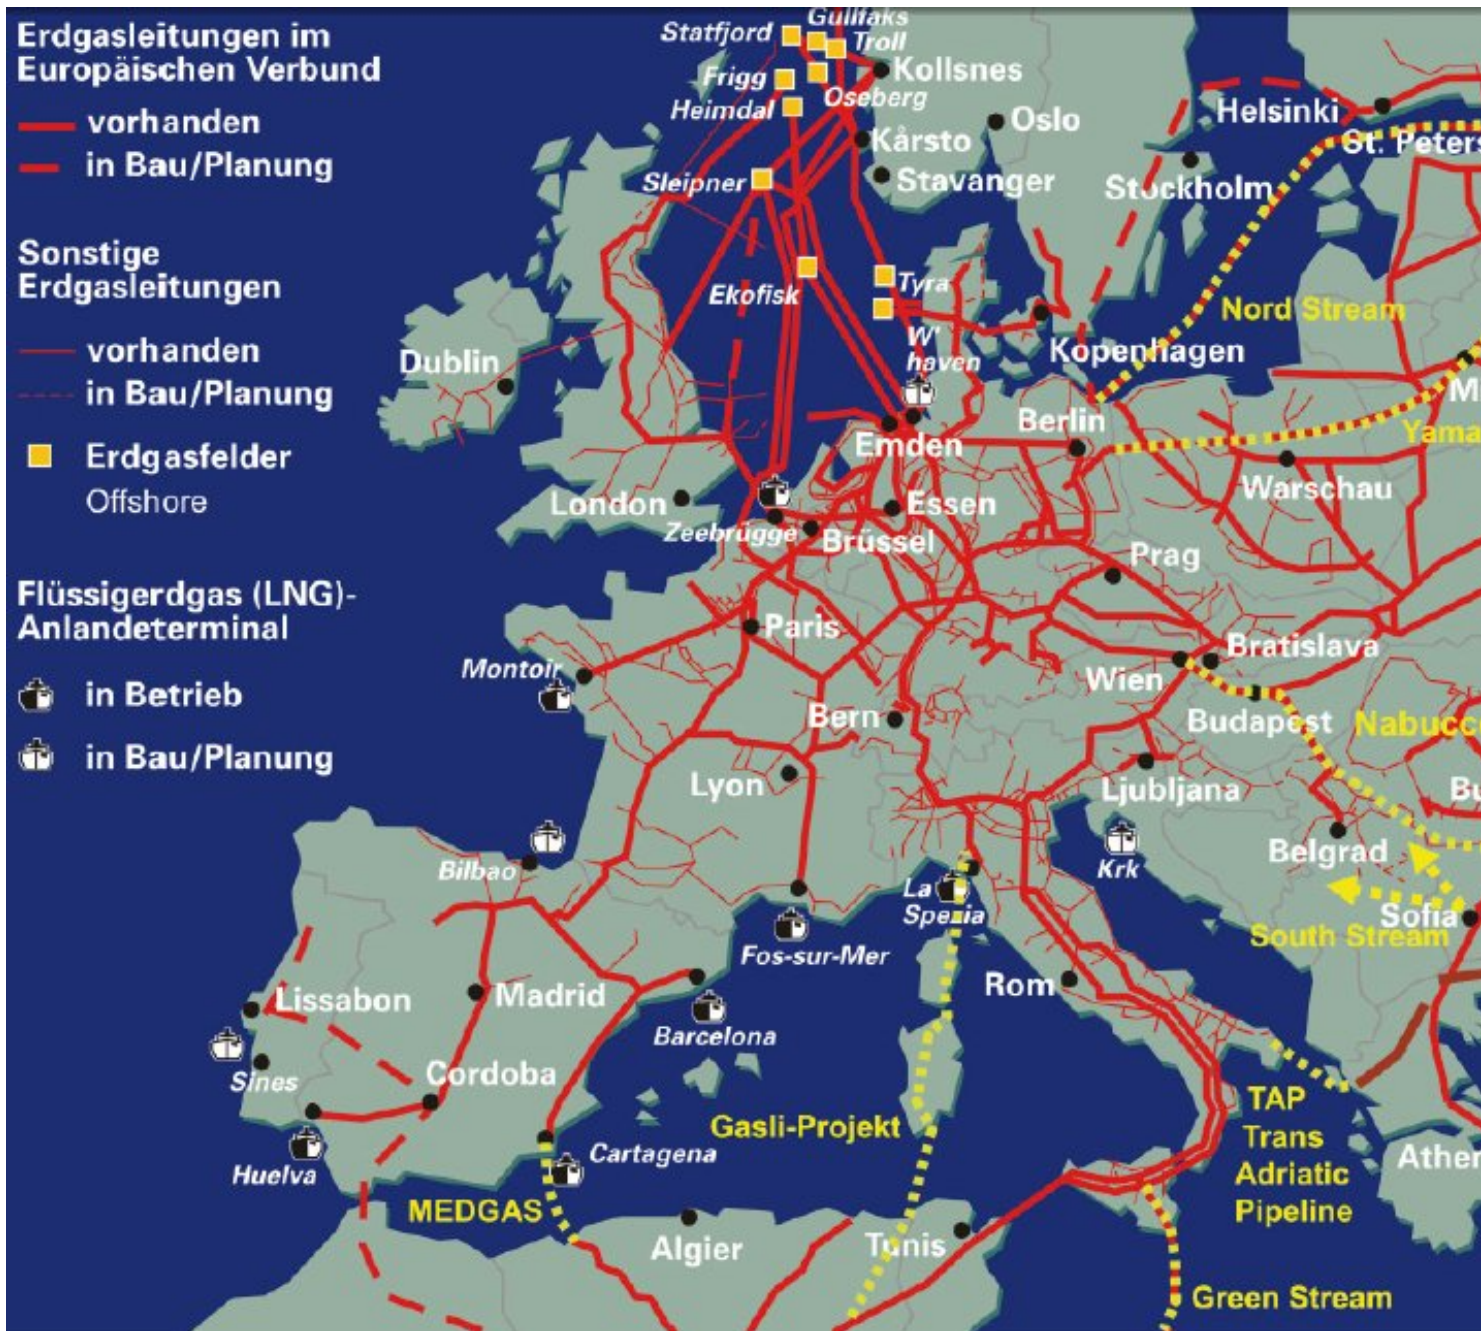 Erdgasleitungen im
Europäischen Verbund
vorhanden
in Bau/Planung
Sonstige
Erdgasleitungen
vorhanden
in Bau/Planung
Erdgasfelder
Offshore
Flüssigerdgas (LNG)-
Anlandeterminal
in Betrieb
in Bau/Planung
Gullfaks
Statfjord
Troll
Kollsnes
Frigg
Oseberg
Heimdal
Helsinki
Oslo
Kårsto
St. Peters
Sleipner
Stavanger
Stockholm
Tyra
Ekofisk
Nord Stream
W'
haven
Kopenhagen
Dublin
M
Berlin
Emden
Yama
Warschau
London
Essen
Zeebrügge
Brüssel
Prag
Paris
Bratislava
Montoir
Wien
Bern
Budapest
Nabucc
Lyon
Ljubljana
Bu
Bilbao
Krk
Belgrad
La
Spezia
Sofia
South Stream
Fos-sur-Mer
Rom
Lissabon
Madrid
Barcelona
Sines
Cordoba
TAP
Trans
Adriatic
Pipeline
Gasli-Projekt
Cartagena
Huelva
Ather
MEDGAS
Algier
Tunis
Green Stream